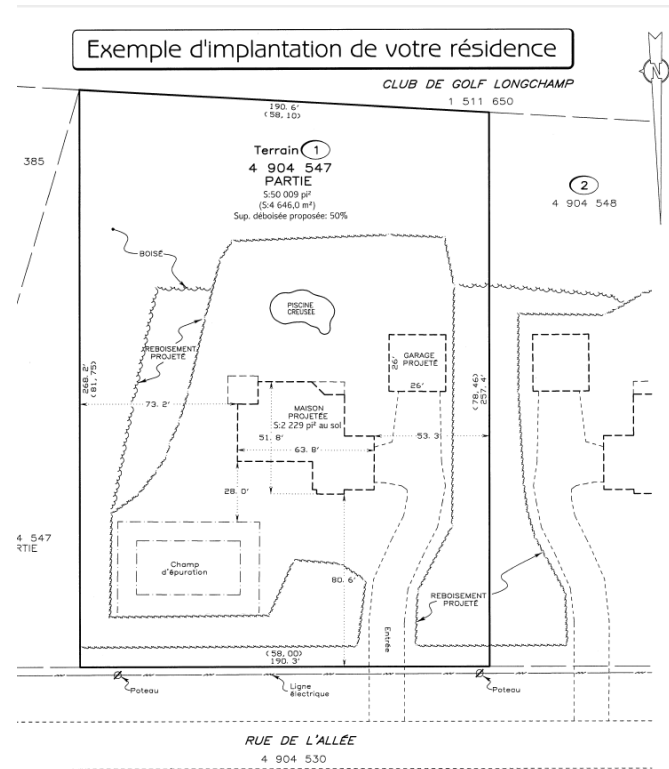 Exemple d'implantation de votre résidence
CLUB DE GOLF LONGCHAMP
1 511 650
N
190.6'
(58,10)
385
Terrain 1
4 904 547
PARTIE
S:50 009 pi²
(S:4 646,0 m²)
Sup. déboisée proposée: 50%
2
4 904 548
BOISÉ
PISCINE
CREUSÉE
REBOISEMENT
PROJETÉ
GARAGE
PROJETÉ
26'
26'
268.2'
(81,75)
(78,46)
257.4'
73.2'
MAISON
PROJETÉE
S:2 229 pi² au sol
51.8'
63.8'
53.3
28.0'
4 547
RTIE
Champ
d'épuration
80.6'
REBOISEMENT
PROJETÉ
Entrée
(58,00)
190.3'
Poteau
Ligne
électrique
Poteau
RUE DE L'ALLÉE
4 904 530